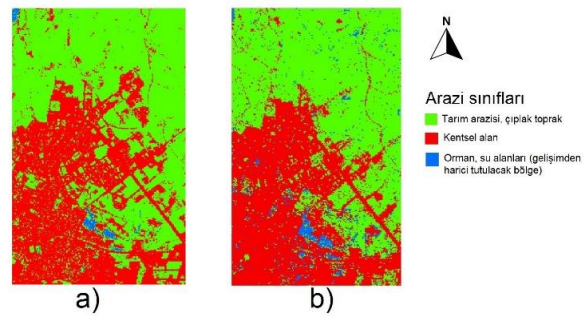 N
Arazi sınıfları
Tarım arazisi, çıplak toprak
Kentsel alan
Orman, su alanları (gelişimden
harici tutulacak bölge)
a)
b)